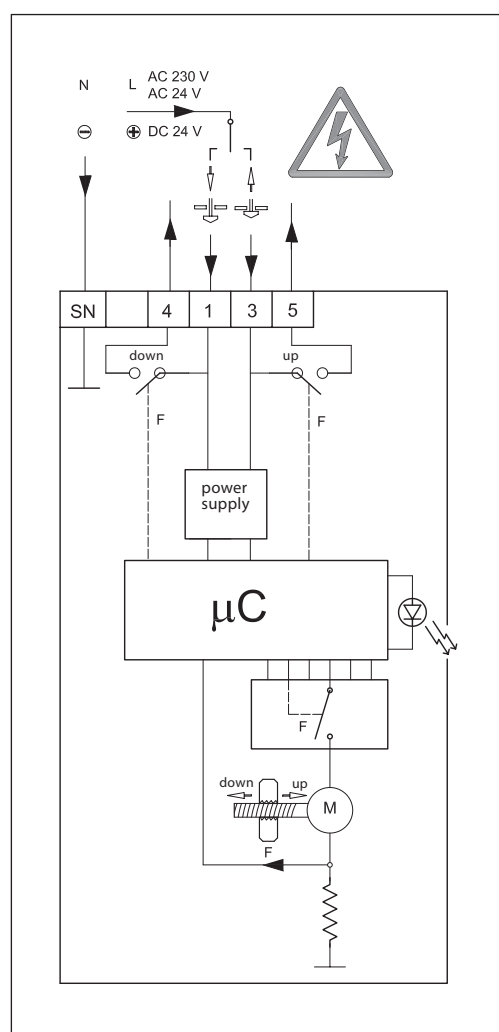 N L AC 230 V
AC 24 V
⊖ ⊕ DC 24 V
SN 4 1 3 5
down up
F F
power
supply
µC
F
down up
M
F